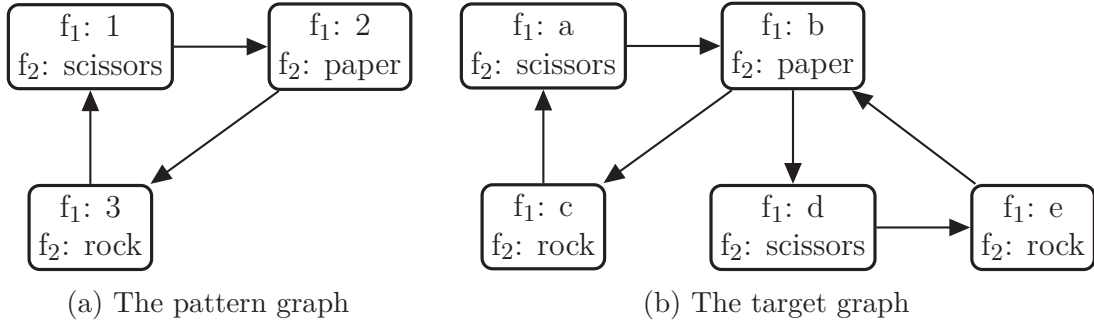 f₁: 1
f₂: scissors
f₁: 2
f₂: paper
f₁: 3
f₂: rock
(a) The pattern graph
f₁: a
f₂: scissors
f₁: b
f₂: paper
f₁: c
f₂: rock
f₁: d
f₂: scissors
f₁: e
f₂: rock
(b) The target graph